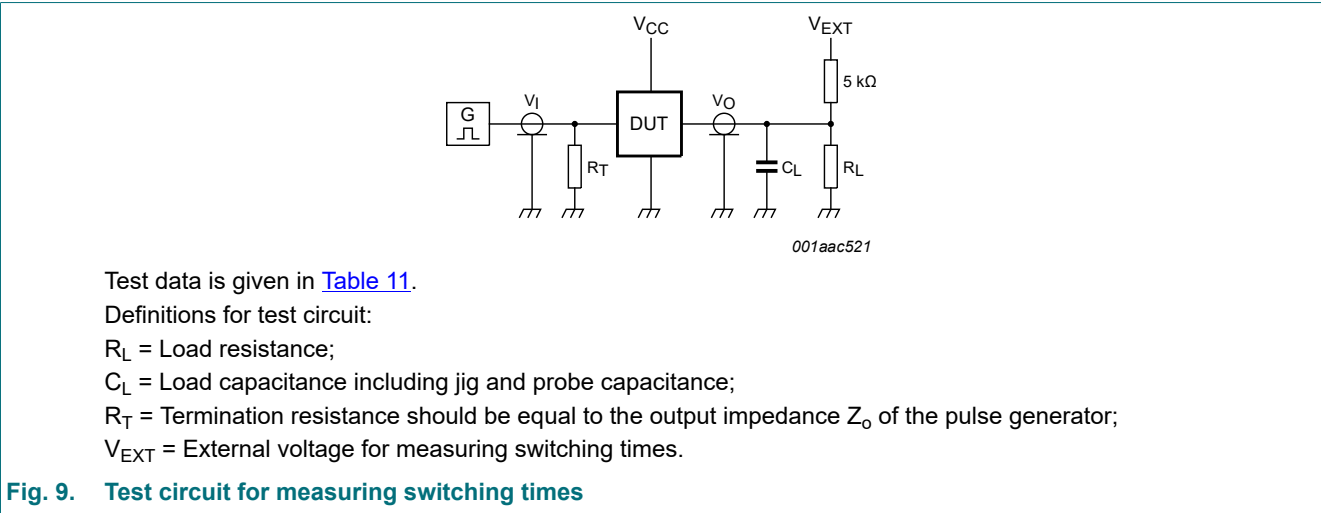 VCC
VEXT
5 kΩ
G
VI
DUT
VO
RT
CL
RL
001aac521
Test data is given in Table 11.
Definitions for test circuit:
RL = Load resistance;
CL = Load capacitance including jig and probe capacitance;
RT = Termination resistance should be equal to the output impedance Zo of the pulse generator;
VEXT = External voltage for measuring switching times.
Fig. 9. Test circuit for measuring switching times